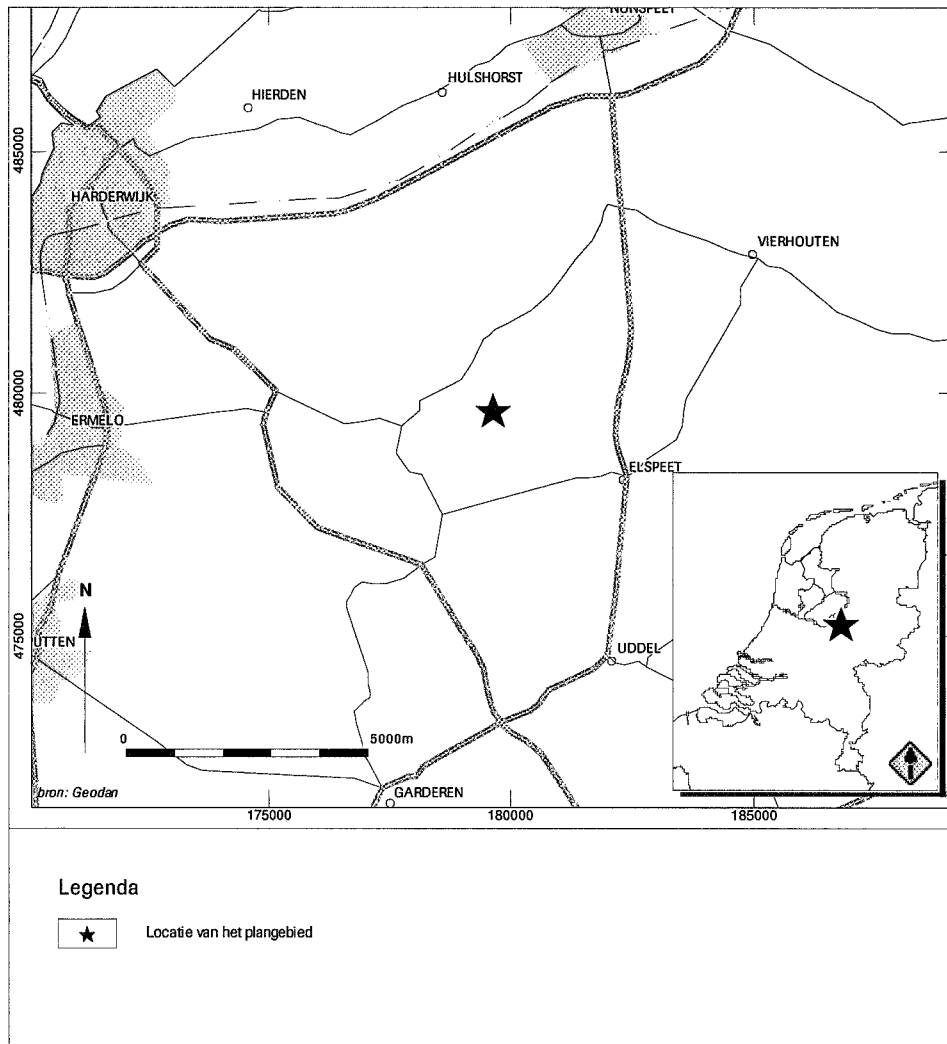 NUNSPEET
HULSHORST
HIERDEN
485000
HARDERWIJK
VIERHOUTEN
480000
ERMELO
ELSPEET
N
475000
UTTEN
UDDEL
0
5000m
bron: Geodan
GARDEREN
175000
180000
185000
Legenda
Locatie van het plangebied